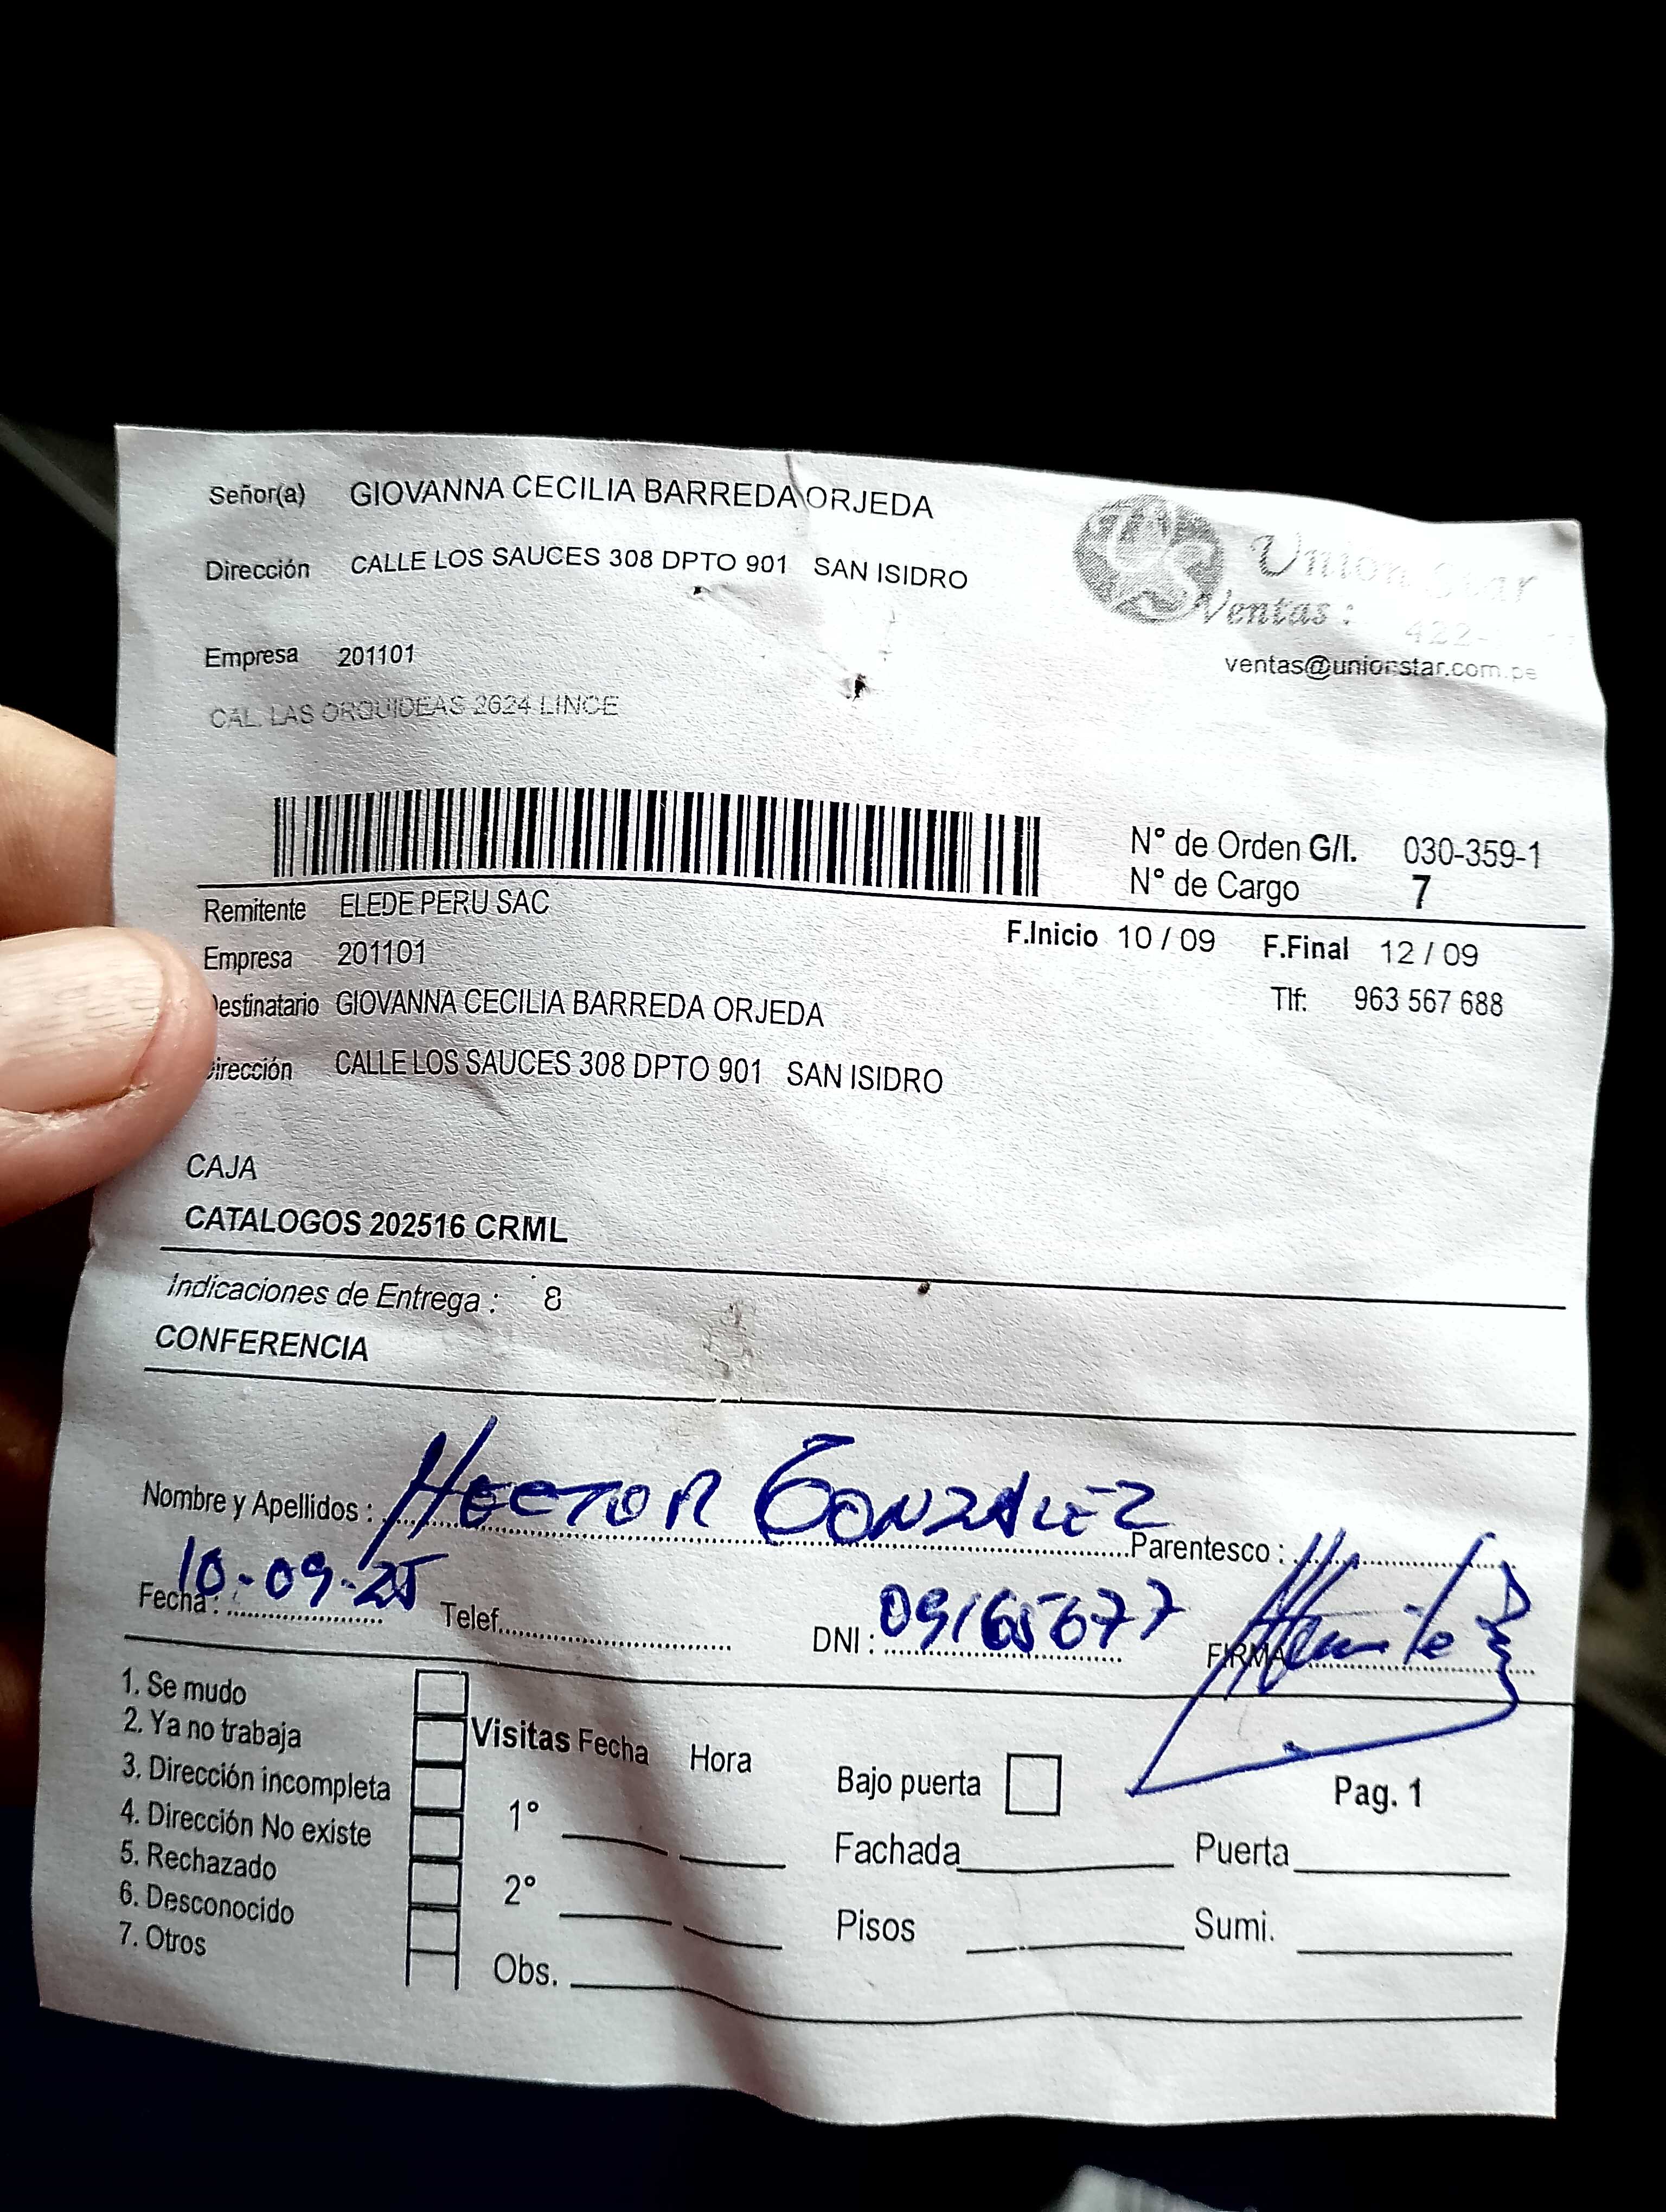 Señor(a) GIOVANNA CECILIA BARREDA ORJEDA
Dirección CALLE LOS SAUCES 308 DPTO 901 SAN ISIDRO
Union Star
Ventas : 422-
ventas@unionstar.com.pe
Empresa 201101
CAL. LAS ORQUIDEAS 2624 LINCE
N° de Orden G/I. 030-359-1
N° de Cargo 7
Remitente ELEDE PERU SAC
F.Inicio 10 / 09 F.Final 12 / 09
Empresa 201101
Tlf: 963 567 688
Destinatario GIOVANNA CECILIA BARREDA ORJEDA
Dirección CALLE LOS SAUCES 308 DPTO 901 SAN ISIDRO
CAJA
CATALOGOS 202516 CRML
Indicaciones de Entrega : 8
CONFERENCIA
Nombre y Apellidos : HECTOR GONZALEZ Parentesco :
Fecha : 10-09-25 Telef. DNI : 09165677 FIRMA
1. Se mudo
2. Ya no trabaja
3. Dirección incompleta
4. Dirección No existe
5. Rechazado
6. Desconocido
7. Otros
Visitas Fecha Hora
1°
2°
Obs.
Bajo puerta
Pag. 1
Fachada Puerta
Pisos Sumi.